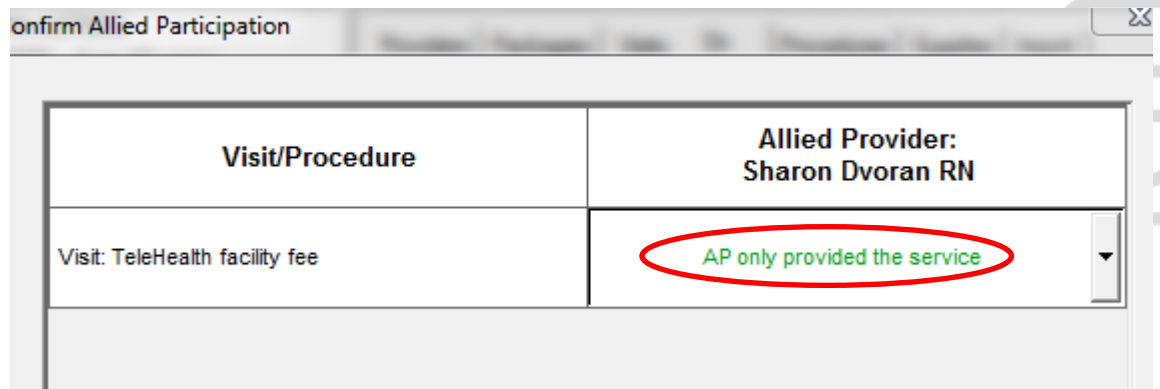 onfirm Allied Participation
Visit/Procedure
Allied Provider:
Sharon Dvoran RN
Visit: TeleHealth facility fee
AP only provided the service